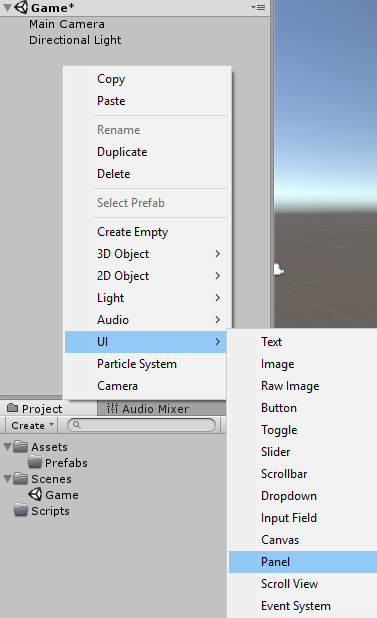 Game*
Main Camera
Directional Light
Copy
Paste
Rename
Duplicate
Delete
Select Prefab
Create Empty
3D Object
2D Object
Light
Audio
UI
Particle System
Camera
Text
Image
Raw Image
Button
Toggle
Slider
Scrollbar
Dropdown
Input Field
Canvas
Panel
Scroll View
Event System
Project
Audio Mixer
Create
Assets
Prefabs
Scenes
Game
Scripts